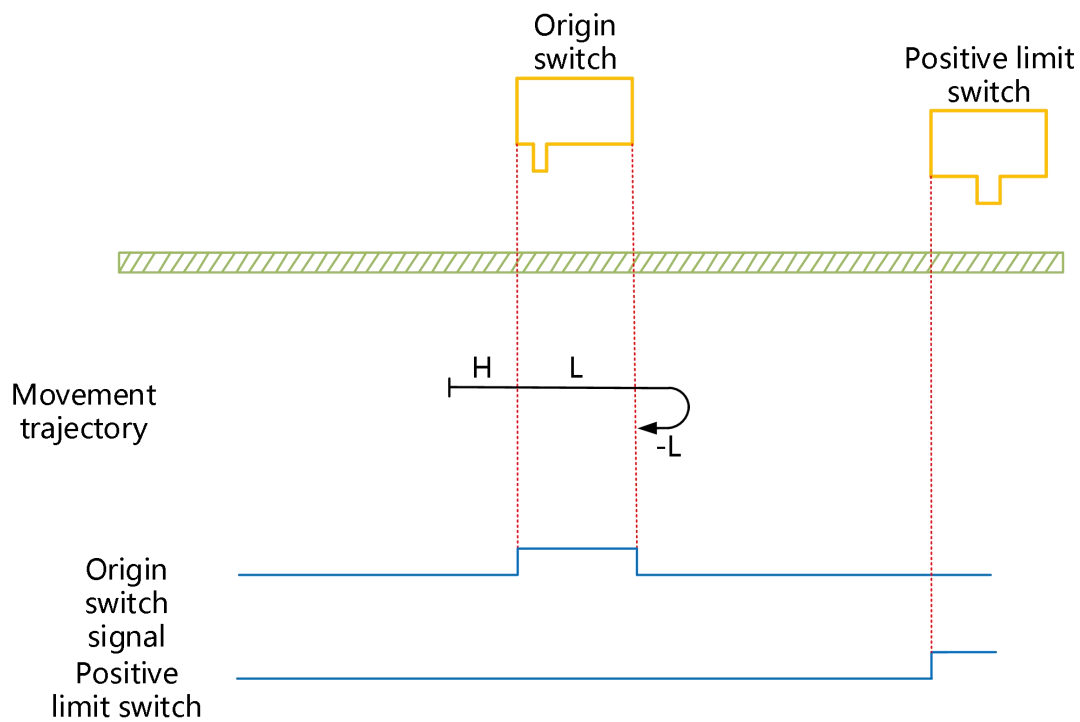 Origin
switch
Positive limit
switch
H
L
Movement
trajectory
-L
Origin
switch
signal
Positive
limit switch